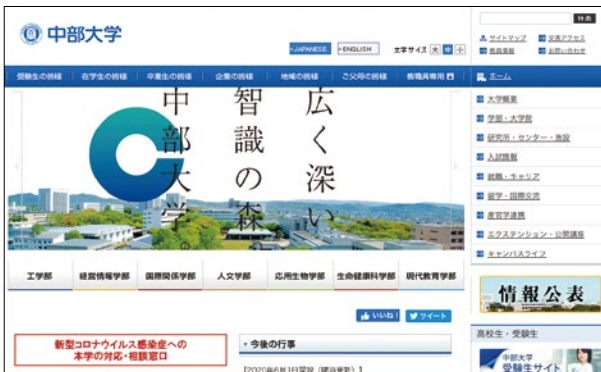 中部大学
検索
サイトマップ
交通アクセス
教員情報
お問い合わせ
JAPANESE
ENGLISH
文字サイズ 大 中 小
受験生の皆様
在学生の皆様
卒業生の皆様
企業の皆様
地域の皆様
ご父母の皆様
教職員専用
ホーム
広く深い
智識の森。
中部大学。
大学概要
学部・大学院
研究所・センター・施設
入試情報
就職・キャリア
留学・国際交流
産官学連携
エクステンション・公開講座
キャンパスライフ
工学部
経営情報学部
国際関係学部
人文学部
応用生物学部
生命健康科学部
現代教育学部
情報公表
いいね!
ツイート
高校生・受験生
新型コロナウイルス感染症への
本学の対応・相談窓口
今後の行事
中部大学
受験生サイト